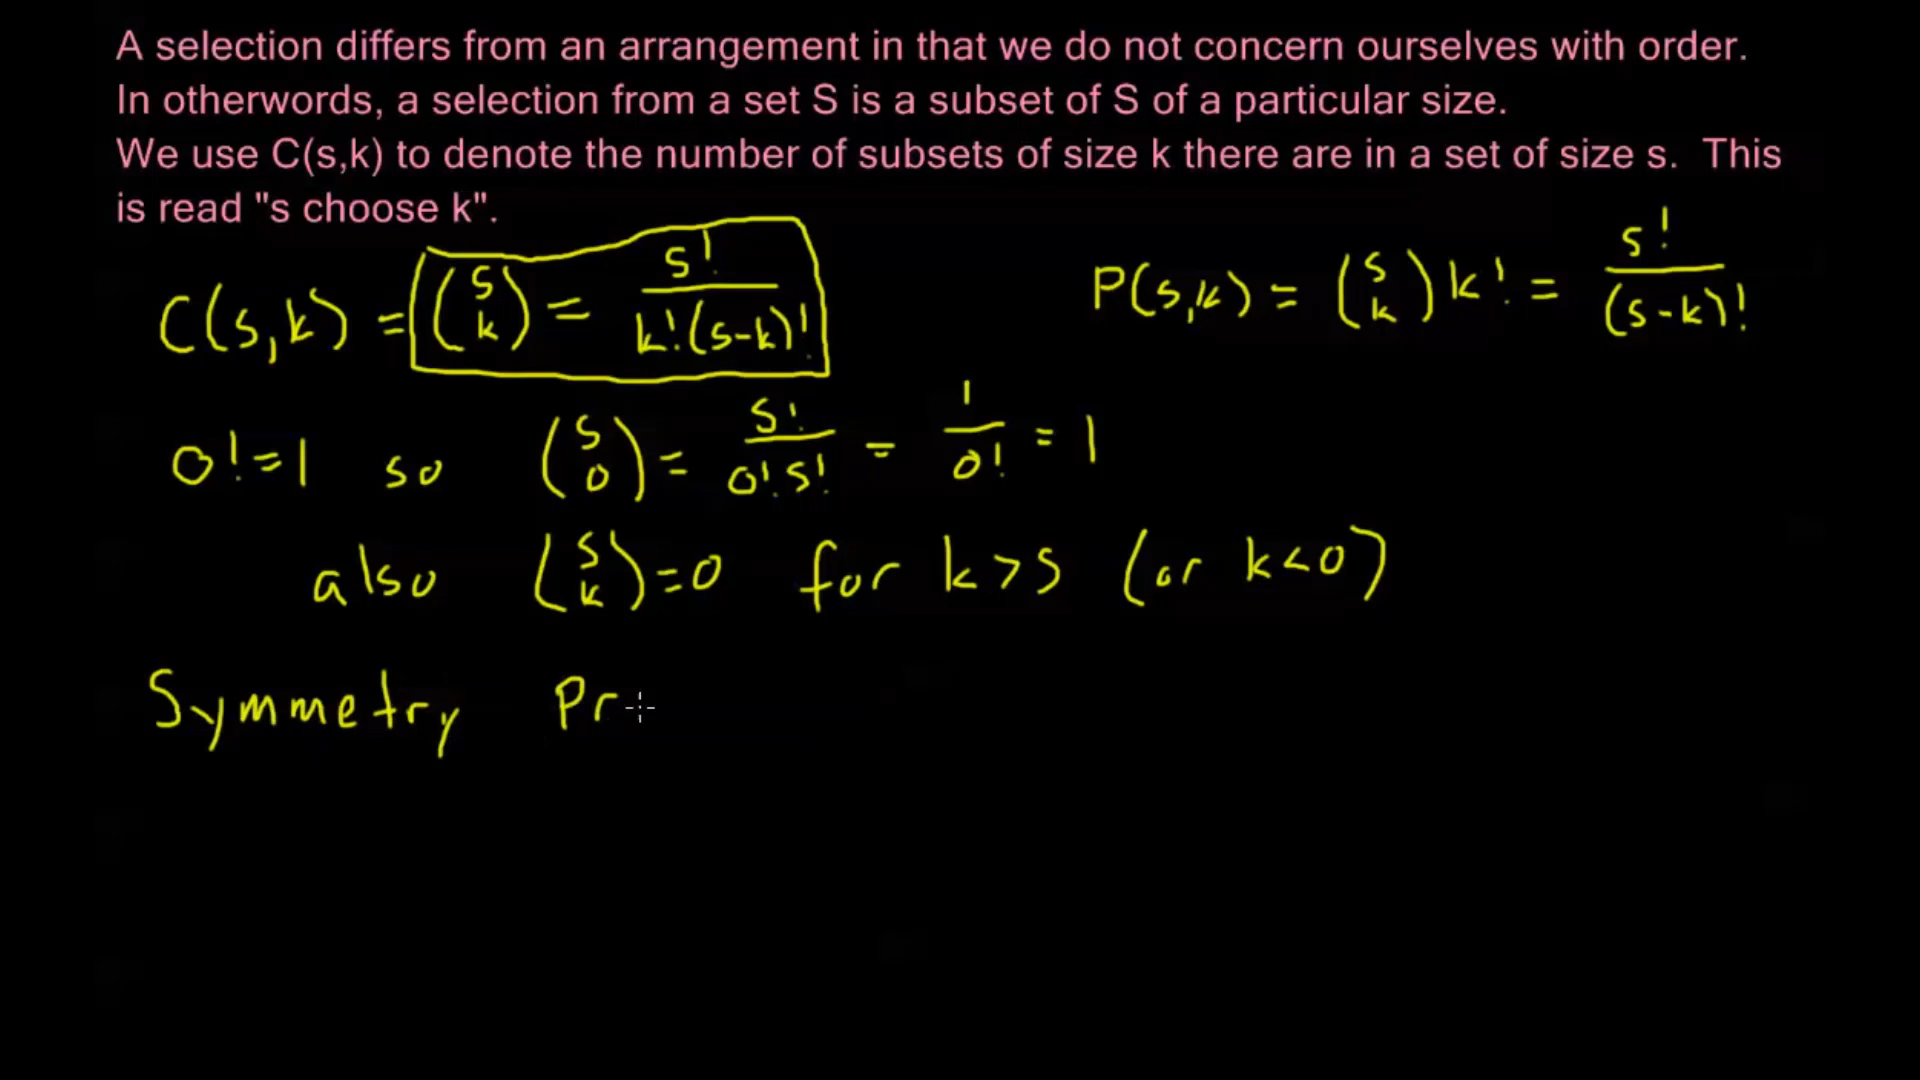 A selection differs from an arrangement in that we do not concern ourselves with order.
In otherwords, a selection from a set S is a subset of S of a particular size.
We use C(s,k) to denote the number of subsets of size k there are in a set of size s.  This
is read "s choose k".
C(s,k) = (s k) = s! / k!(s-k)!    P(s,k) = (s k) k! = s! / (s-k)!
0! = 1 so (s 0) = s! / 0! s! = 1 / 0! = 1
also (s k) = 0 for k > s (or k < 0)
Symmetry Pr